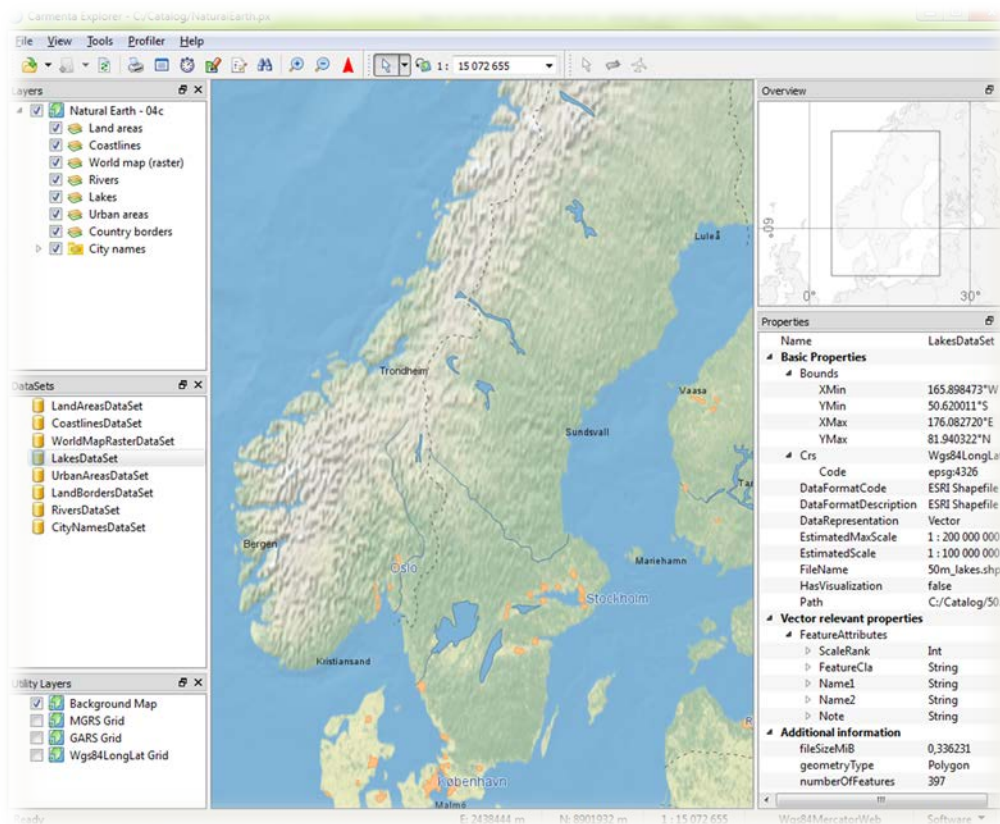 Carmenta Explorer - C:/Catalog/NaturalEarth.px
File View Tools Profiler Help
1: 15 072 655
Layers
Natural Earth - 04c
Land areas
Coastlines
World map (raster)
Rivers
Lakes
Urban areas
Country borders
City names
DataSets
LandAreasDataSet
CoastlinesDataSet
WorldMapRasterDataSet
LakesDataSet
UrbanAreasDataSet
LandBordersDataSet
RiversDataSet
CityNamesDataSet
Utility Layers
Background Map
MGRS Grid
GARS Grid
Wgs84LongLat Grid
Luleå
Trondheim
Vaasa
Sundsvall
Tar
Bergen
Oslo
Mariehamn
Stockholm
Kristiansand
R
København
Malmö
Overview
60
0°
30°
Properties
Name LakesDataSet
Basic Properties
Bounds
XMin 165.898473°W
YMin 50.620011°S
XMax 176.082720°E
YMax 81.940322°N
Crs Wgs84LongLat
Code epsg:4326
DataFormatCode ESRI Shapefile
DataFormatDescription ESRI Shapefile
DataRepresentation Vector
EstimatedMaxScale 1 : 200 000 000
EstimatedScale 1 : 100 000 000
FileName 50m_lakes.shp
HasVisualization false
Path C:/Catalog/50
Vector relevant properties
FeatureAttributes
ScaleRank Int
FeatureCla String
Name1 String
Name2 String
Note String
Additional information
fileSizeMiB 0,336231
geometryType Polygon
numberOfFeatures 397
Ready E: 2438444 m N: 8901932 m 1 : 15 072 655 Wgs84MercatorWeb Software